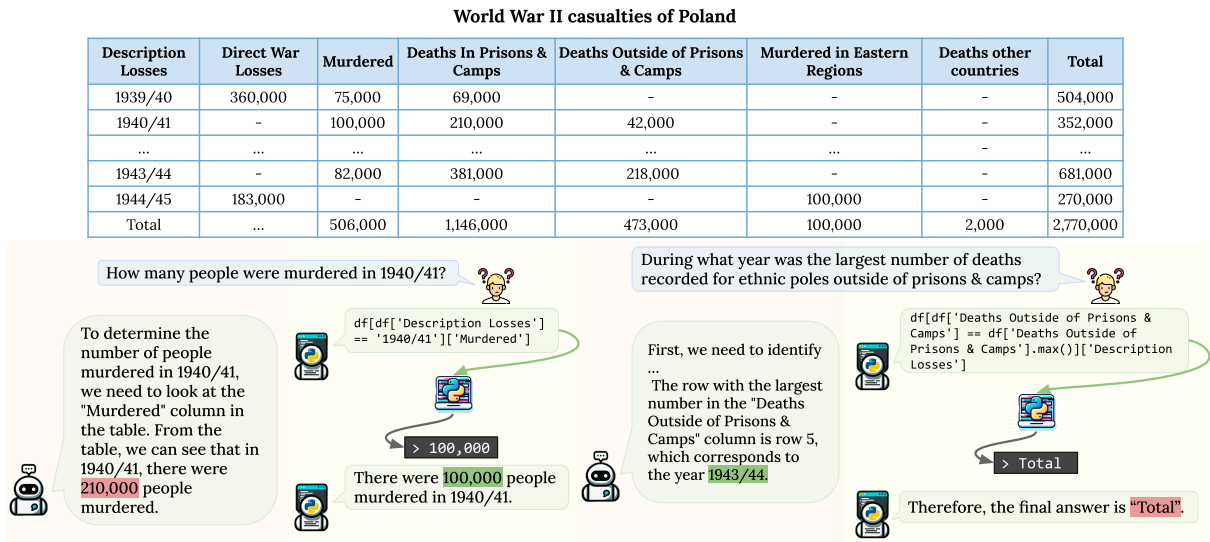 World War II casualties of Poland
Description Losses | Direct War Losses | Murdered | Deaths In Prisons & Camps | Deaths Outside of Prisons & Camps | Murdered in Eastern Regions | Deaths other countries | Total
1939/40 | 360,000 | 75,000 | 69,000 | - | - | - | 504,000
1940/41 | - | 100,000 | 210,000 | 42,000 | - | - | 352,000
... | ... | ... | ... | ... | ... | - | ...
1943/44 | - | 82,000 | 381,000 | 218,000 | - | - | 681,000
1944/45 | 183,000 | - | - | - | 100,000 | - | 270,000
Total | ... | 506,000 | 1,146,000 | 473,000 | 100,000 | 2,000 | 2,770,000
How many people were murdered in 1940/41?
To determine the
number of people
murdered in 1940/41,
we need to look at the
"Murdered" column in
the table. From the
table, we can see that in
1940/41, there were
210,000 people
murdered.
df[df['Description Losses']
== '1940/41']['Murdered']
> 100,000
There were 100,000 people
murdered in 1940/41.
During what year was the largest number of deaths
recorded for ethnic poles outside of prisons & camps?
First, we need to identify
...
The row with the largest
number in the "Deaths
Outside of Prisons &
Camps" column is row 5,
which corresponds to
the year 1943/44.
df[df['Deaths Outside of Prisons &
Camps'] == df['Deaths Outside of
Prisons & Camps'].max()]['Description
Losses']
> Total
Therefore, the final answer is “Total”.